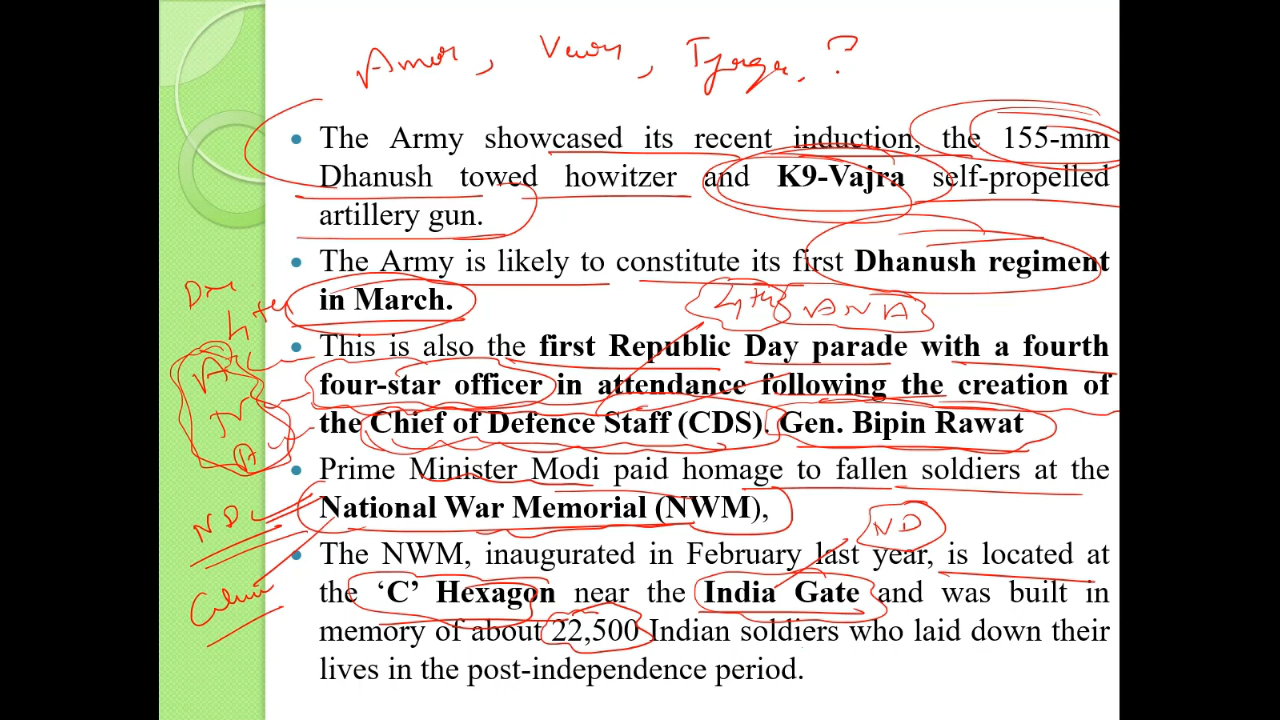 ?
• The Army showcased its recent induction, the 155-mm
Dhanush towed howitzer and K9-Vajra self-propelled
artillery gun.
• The Army is likely to constitute its first Dhanush regiment
in March.
4th ANA
• This is also the first Republic Day parade with a fourth
four-star officer in attendance following the creation of
the Chief of Defence Staff (CDS). Gen. Bipin Rawat
• Prime Minister Modi paid homage to fallen soldiers at the
National War Memorial (NWM),
ND
• The NWM, inaugurated in February last year, is located at
the ‘C’ Hexagon near the India Gate and was built in
memory of about 22,500 Indian soldiers who laid down their
lives in the post-independence period.